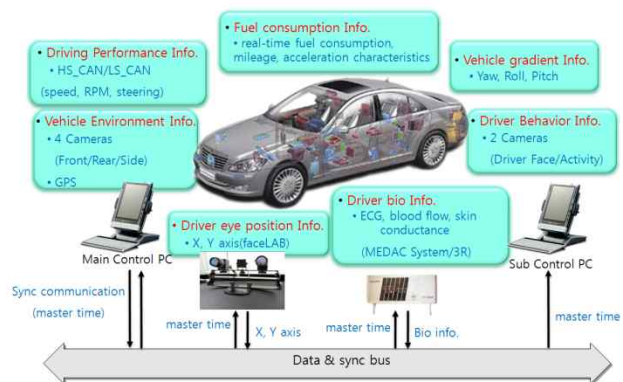 Fuel consumption Info.
• real-time fuel consumption,
mileage, acceleration characteristics
• Driving Performance Info.
• HS_CAN/LS_CAN
(speed, RPM, steering)
• Vehicle gradient Info.
• Yaw, Roll, Pitch
• Vehicle Environment Info.
• 4 Cameras
(Front/Rear/Side)
• GPS
Driver Behavior Info.
• 2 Cameras
(Driver Face/Activity)
• Driver eye position Info.
• X, Y axis(faceLAB)
• Driver bio Info.
• ECG, blood flow, skin
conductance
(MEDAC System/3R)
Main Control PC
Sub Control PC
Sync communication
(master time)
master time
X, Y axis
master time
Bio info.
master time
Data & sync bus